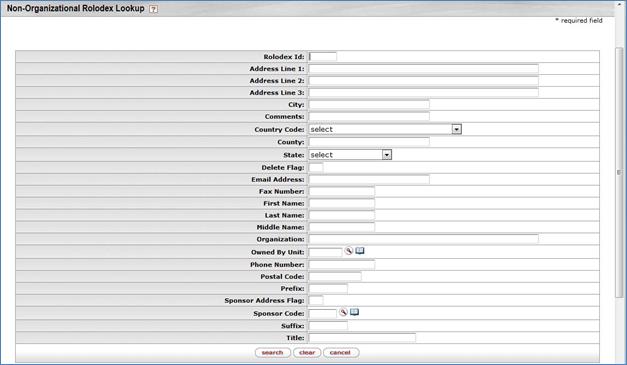 Non-Organizational Rolodex Lookup ?
* required field
Rolodex Id:
Address Line 1:
Address Line 2:
Address Line 3:
City:
Comments:
Country Code: select
County:
State: select
Delete Flag:
Email Address:
Fax Number:
First Name:
Last Name:
Middle Name:
Organization:
Owned By Unit:
Phone Number:
Postal Code:
Prefix:
Sponsor Address Flag:
Sponsor Code:
Suffix:
Title:
search clear cancel